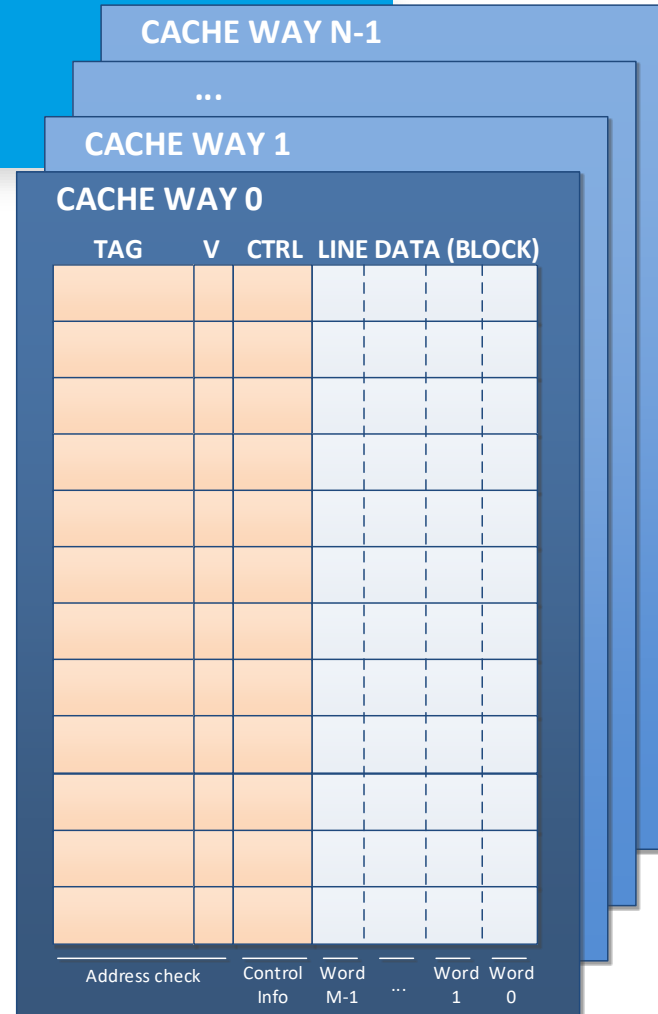 CACHE WAY N-1
...
CACHE WAY 1
CACHE WAY 0
TAG V CTRL LINE DATA (BLOCK)
Address check Control Info Word M-1 ... Word 1 Word 0